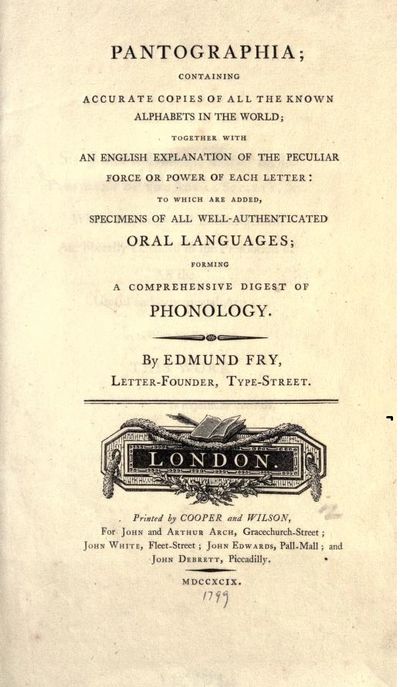 PANTOGRAPHIA;
CONTAINING
ACCURATE COPIES OF ALL THE KNOWN
ALPHABETS IN THE WORLD;
TOGETHER WITH
AN ENGLISH EXPLANATION OF THE PECULIAR
FORCE OR POWER OF EACH LETTER:
TO WHICH ARE ADDED,
SPECIMENS OF ALL WELL-AUTHENTICATED
ORAL LANGUAGES;
FORMING
A COMPREHENSIVE DIGEST OF
PHONOLOGY.
By EDMUND FRY,
Letter-Founder, Type-Street.
LONDON.
Printed by COOPER and WILSON,
For John and Arthur Arch, Gracechurch-Street;
John White, Fleet-Street; John Edwards, Pall-Mall; and
John Debrett, Piccadilly.
MDCCXCIX.
1799